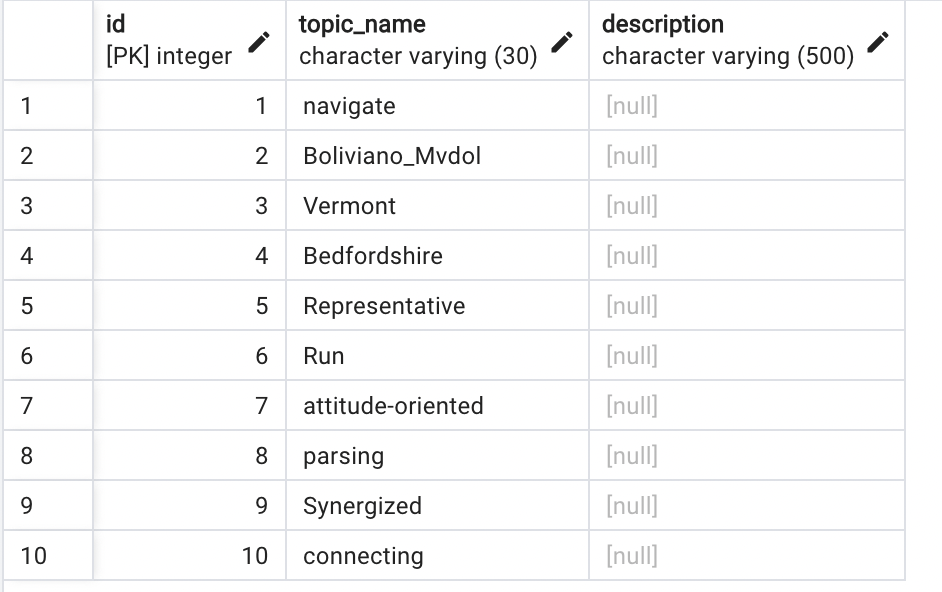 id topic_name description
[PK] integer character varying (30) character varying (500)
1 1 navigate [null]
2 2 Boliviano_Mvdol [null]
3 3 Vermont [null]
4 4 Bedfordshire [null]
5 5 Representative [null]
6 6 Run [null]
7 7 attitude-oriented [null]
8 8 parsing [null]
9 9 Synergized [null]
10 10 connecting [null]